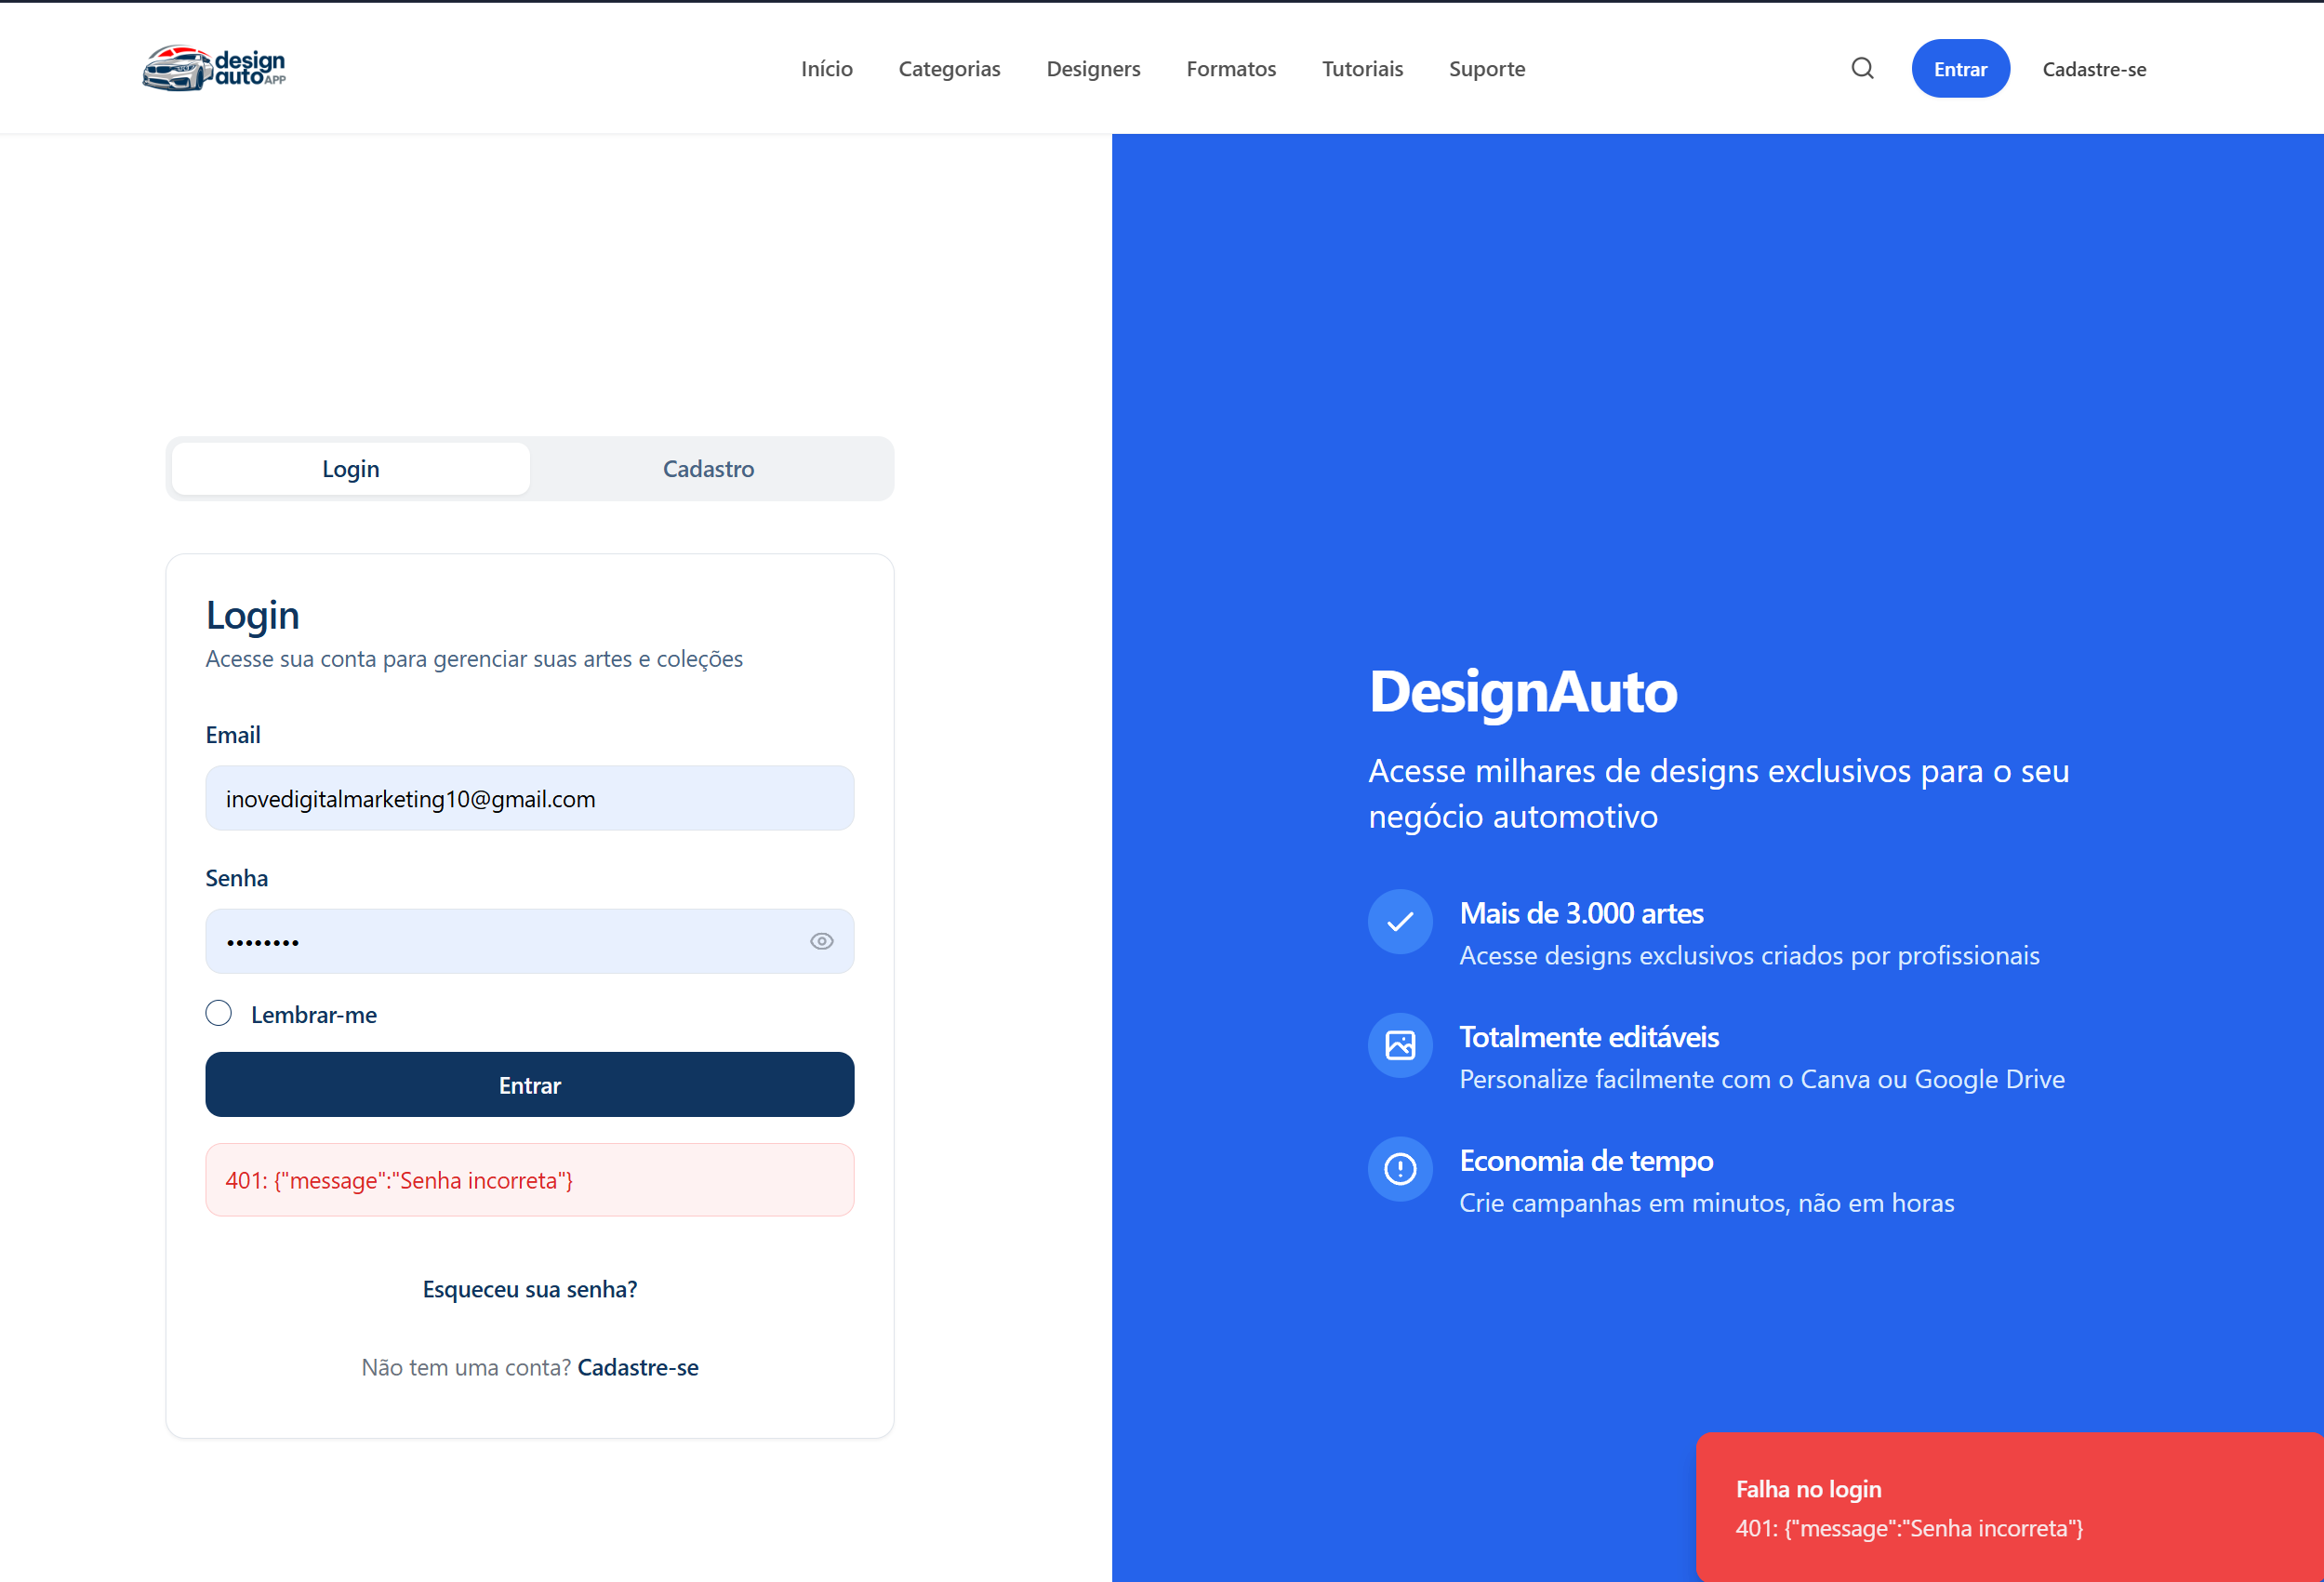 design
autoAPP
Início
Categorias
Designers
Formatos
Tutoriais
Suporte
Entrar
Cadastre-se
Login
Cadastro
Login
Acesse sua conta para gerenciar suas artes e coleções
Email
inovedigitalmarketing10@gmail.com
Senha
••••••••
Lembrar-me
Entrar
401: {"message":"Senha incorreta"}
Esqueceu sua senha?
Não tem uma conta? Cadastre-se
DesignAuto
Acesse milhares de designs exclusivos para o seu
negócio automotivo
Mais de 3.000 artes
Acesse designs exclusivos criados por profissionais
Totalmente editáveis
Personalize facilmente com o Canva ou Google Drive
Economia de tempo
Crie campanhas em minutos, não em horas
Falha no login
401: {"message":"Senha incorreta"}